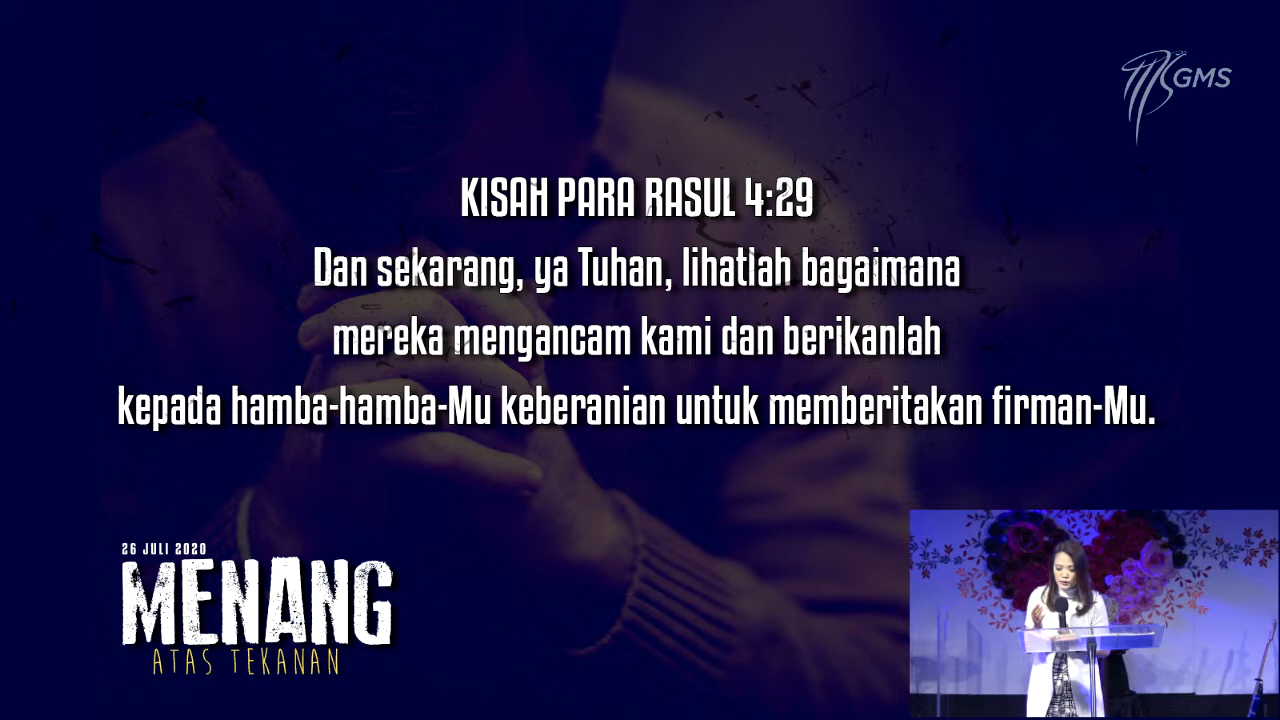 GMS
KISAH PARA RASUL 4:29
Dan sekarang, ya Tuhan, lihatlah bagaimana
mereka mengancam kami dan berikanlah
kepada hamba-hamba-Mu keberanian untuk memberitakan firman-Mu.
26 JULI 2020
MENANG
ATAS TEKANAN